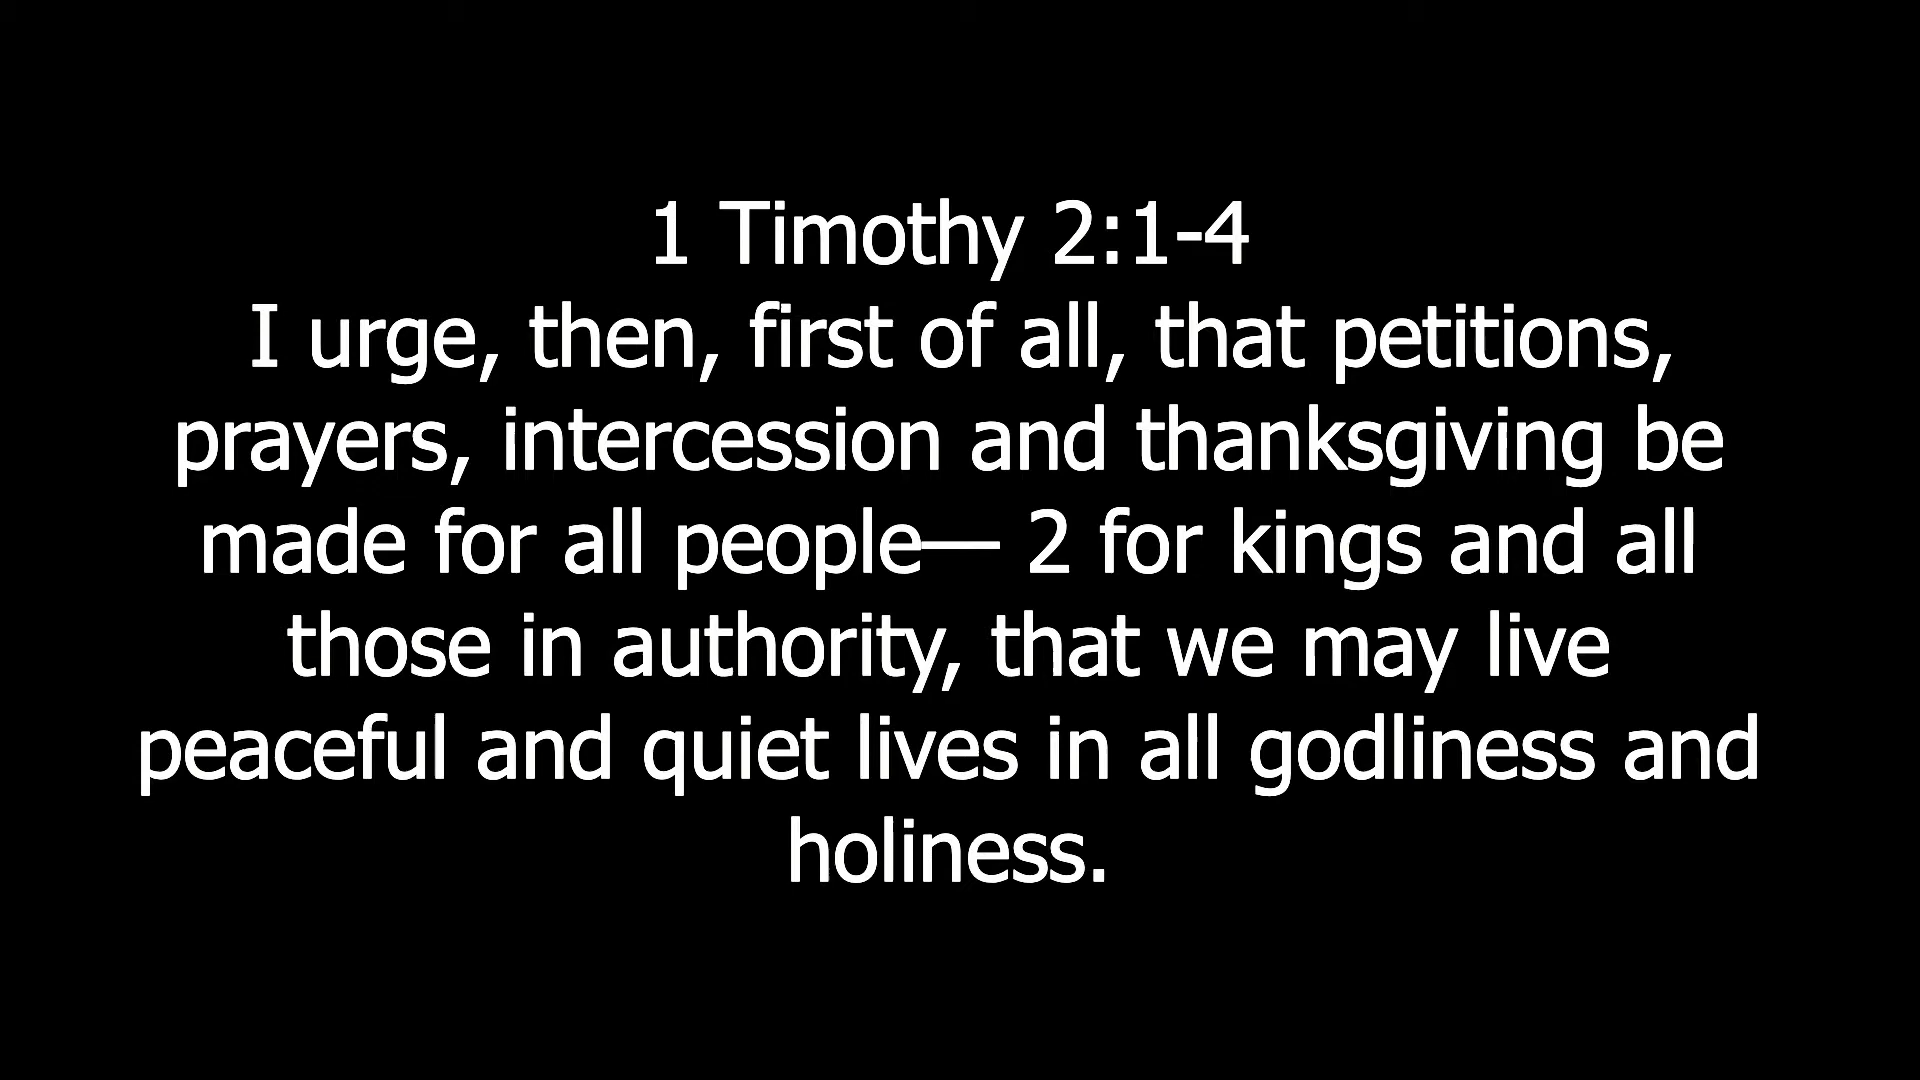 1 Timothy 2:1-4
I urge, then, first of all, that petitions,
prayers, intercession and thanksgiving be
made for all people— 2 for kings and all
those in authority, that we may live
peaceful and quiet lives in all godliness and
holiness.